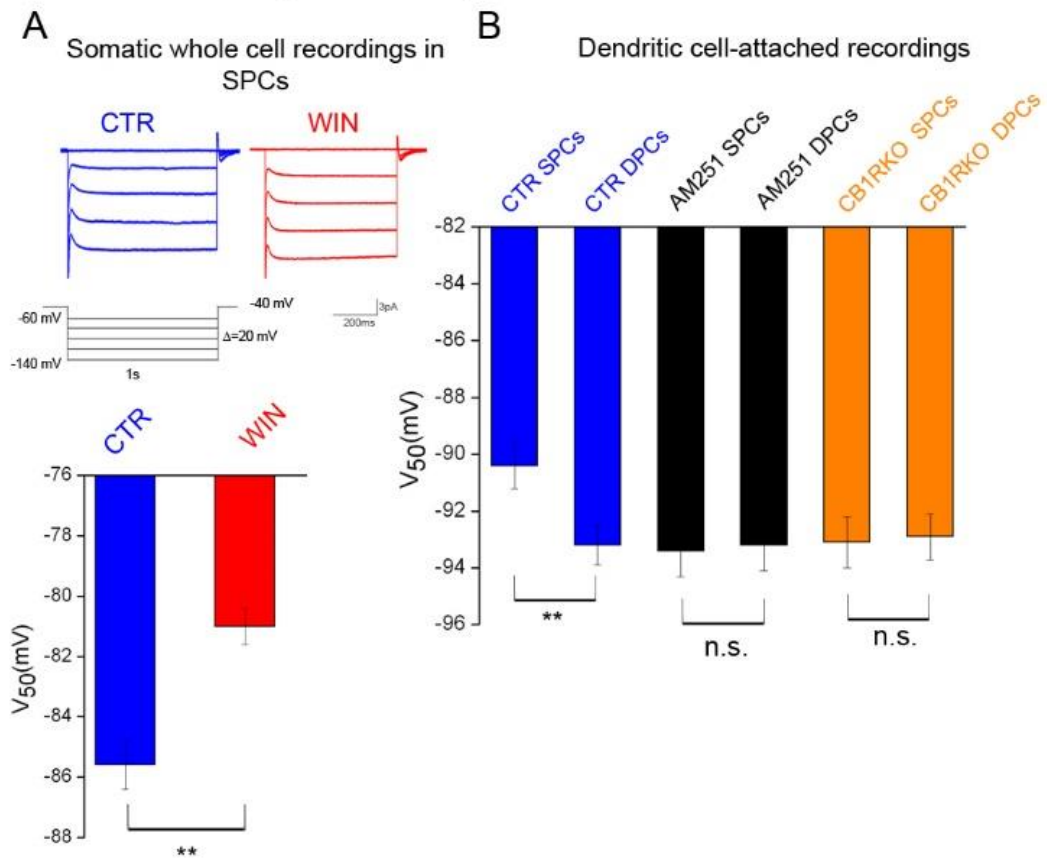 A
Somatic whole cell recordings in
SPCs
CTR
WIN
-60 mV
-40 mV
Δ=20 mV
-140 mV
1s
3pA
200ms
CTR
WIN
V50(mV)
-76
-78
-80
-82
-84
-86
-88
**
B
Dendritic cell-attached recordings
CTR SPCs
CTR DPCs
AM251 SPCs
AM251 DPCs
CB1RKO SPCs
CB1RKO DPCs
V50(mV)
-82
-84
-86
-88
-90
-92
-94
-96
**
n.s.
n.s.